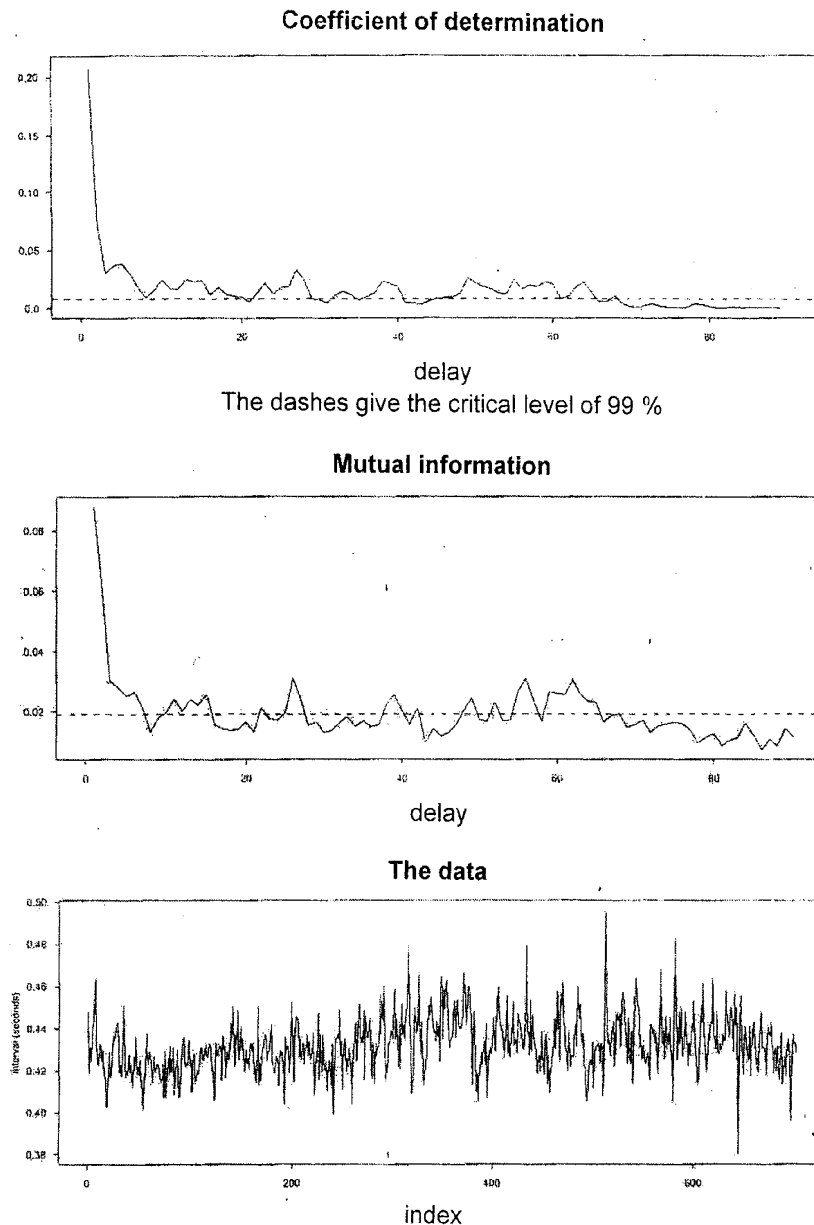 Coefficient of determination
0.20
0.15
0.10
0.05
0.0
0 20 40 60 80
delay
The dashes give the critical level of 99 %
Mutual information
0.08
0.06
0.04
0.02
0 20 40 60 80
delay
The data
0.50
0.48
0.46
0.44
0.42
0.40
0.38
interval (seconds)
0 200 400 600
index